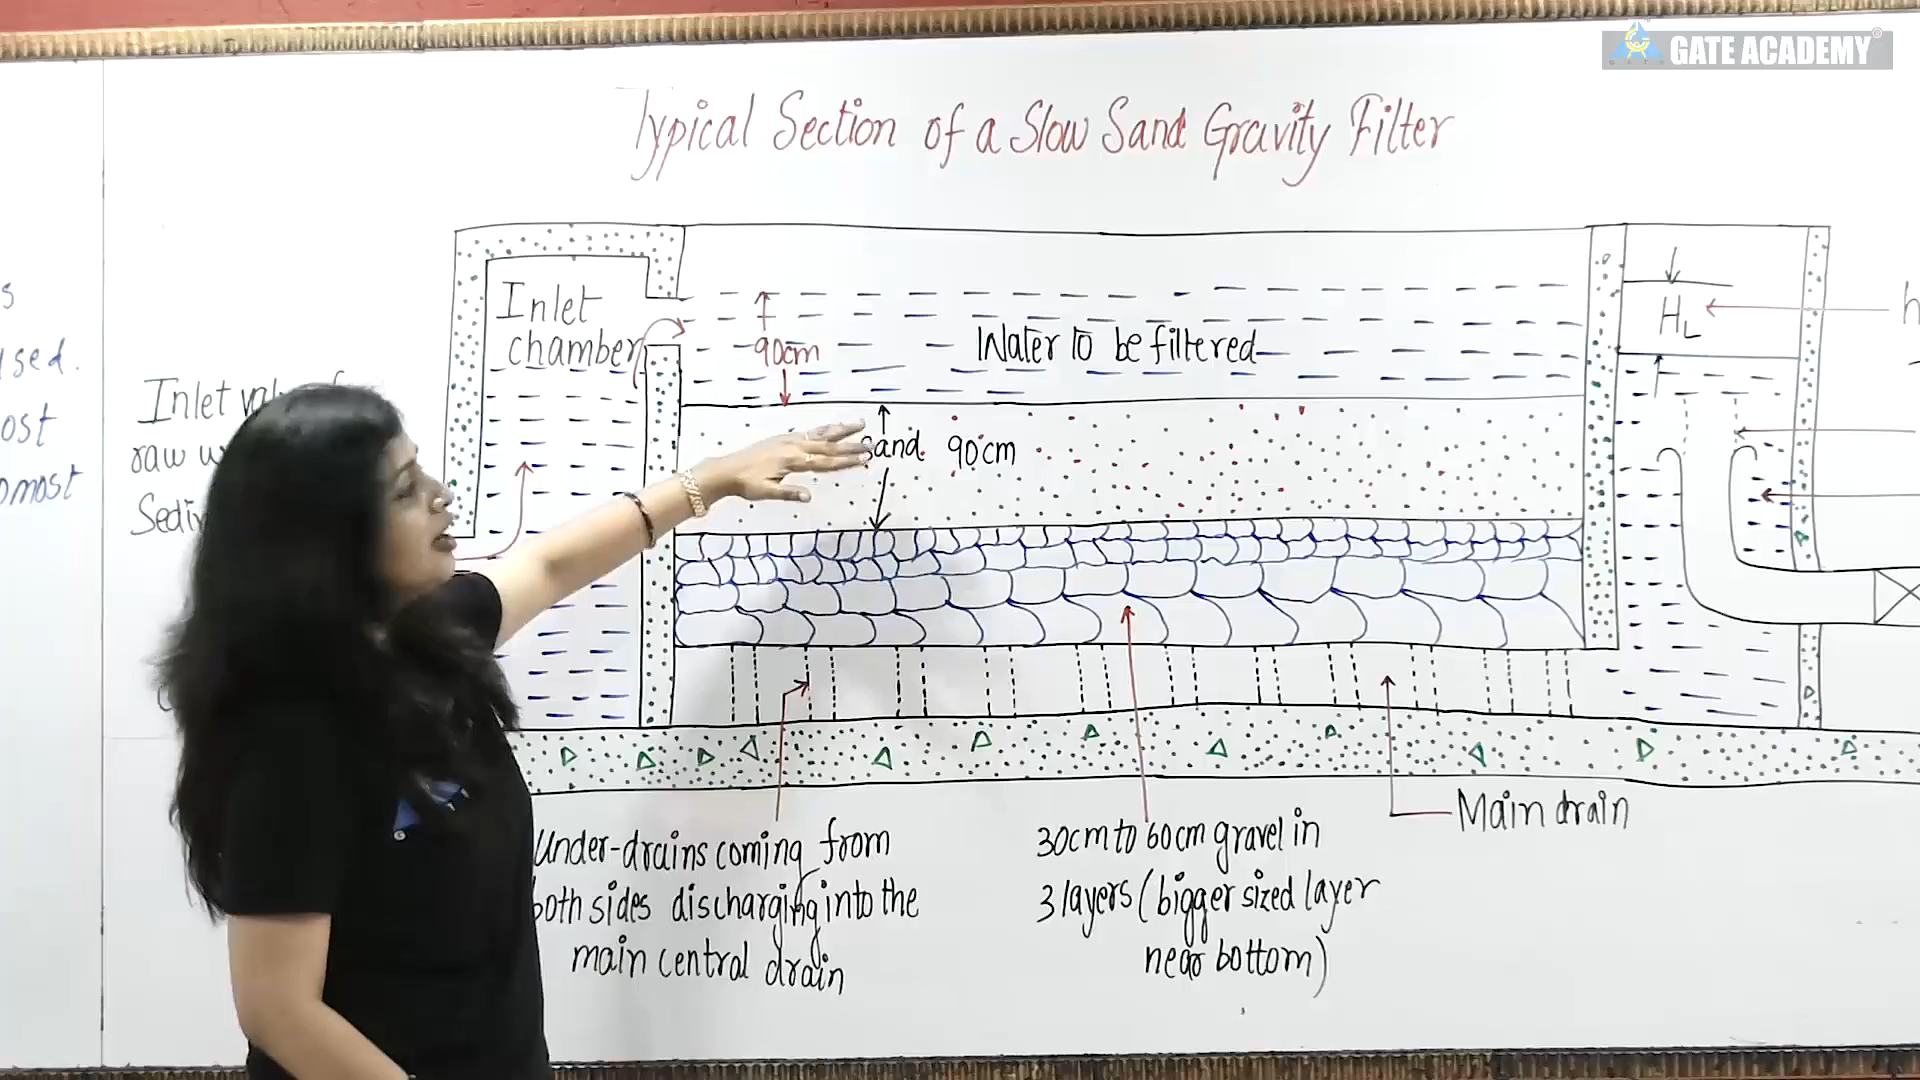 GATE ACADEMY®
Typical Section of a Slow Sand Gravity Filter
Inlet
chamber
90cm
Water to be filtered
HL
h
s
sed.
ost
omost
Inlet
raw
sand 90cm
Main drain
Under-drains coming from
both sides discharging into the
main central drain
30cm to 60cm gravel in
3 layers (bigger sized layer
near bottom)